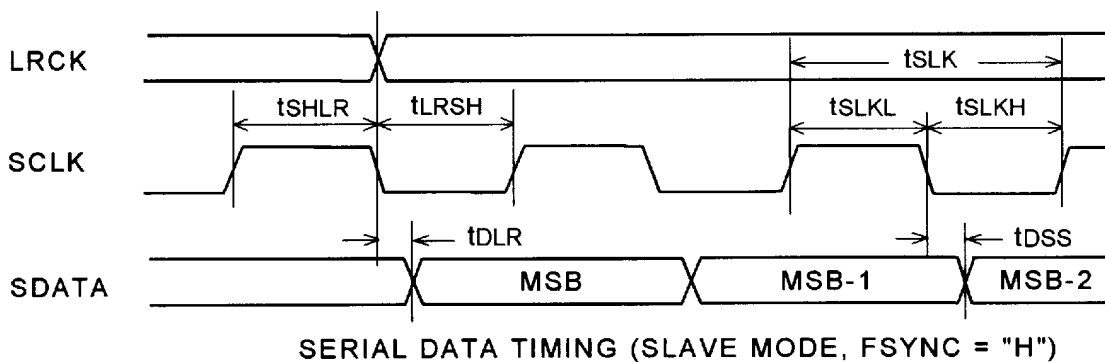 LRCK
tSLK
tSHLR tLRSH tSLKL tSLKH
SCLK
tDLR tDSS
SDATA MSB MSB-1 MSB-2
SERIAL DATA TIMING (SLAVE MODE, FSYNC = "H")